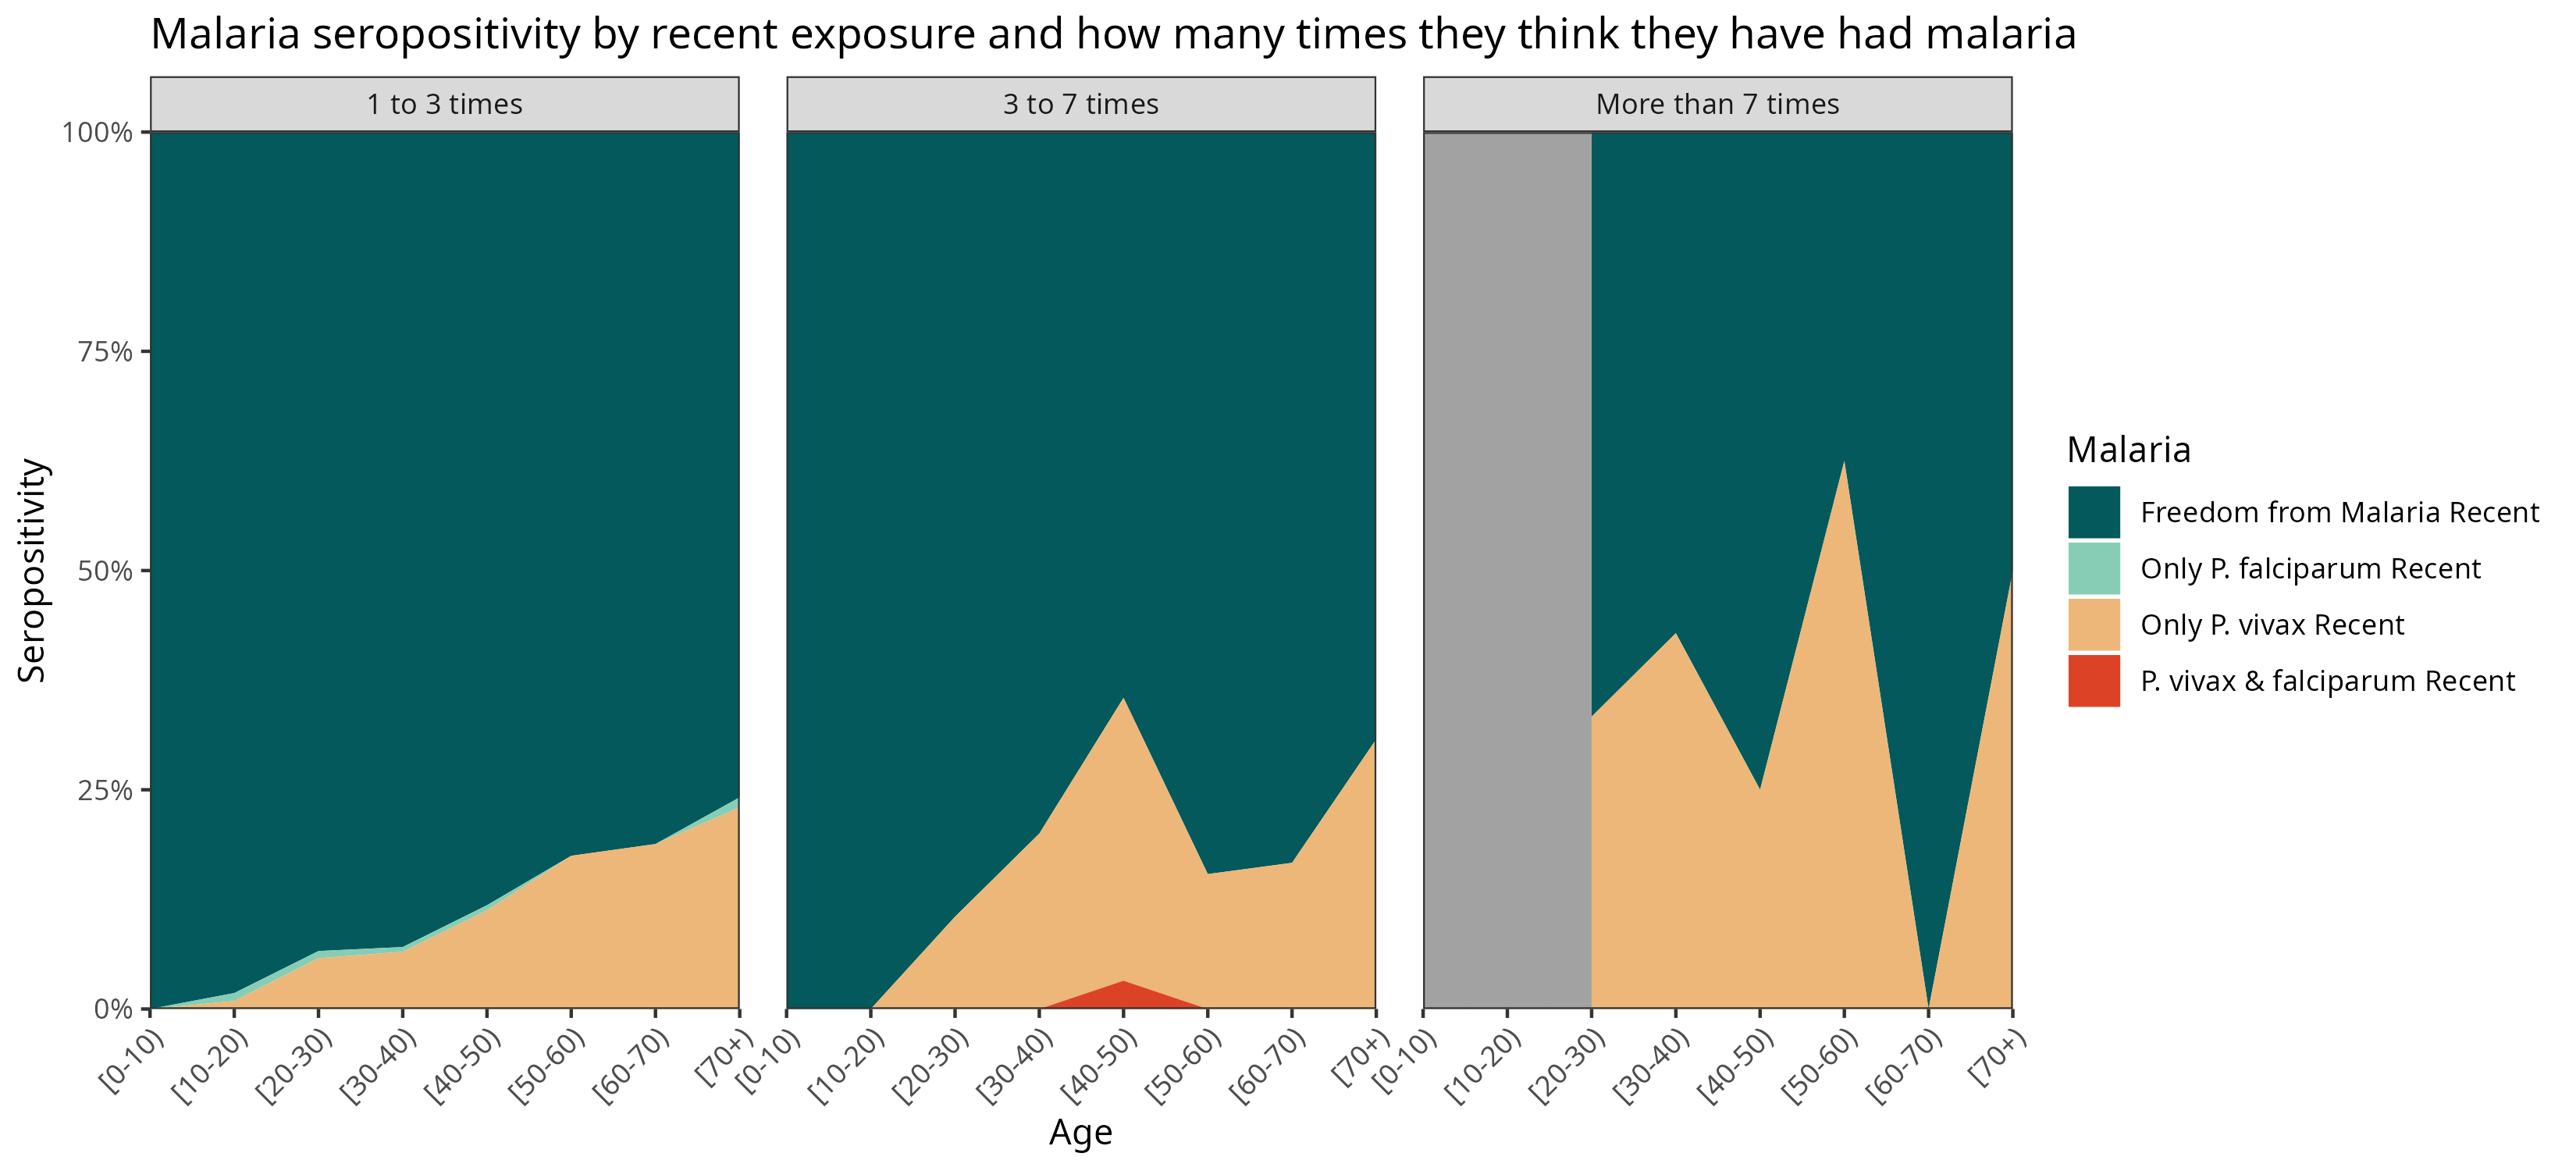 Malaria seropositivity by recent exposure and how many times they think they have had malaria
1 to 3 times
3 to 7 times
More than 7 times
100%
75%
50%
25%
0%
Seropositivity
[0-10)
[10-20)
[20-30)
[30-40)
[40-50)
[50-60)
[60-70)
[70+)
[0-10)
[10-20)
[20-30)
[30-40)
[40-50)
[50-60)
[60-70)
[70+)
[0-10)
[10-20)
[20-30)
[30-40)
[40-50)
[50-60)
[60-70)
[70+)
Age
Malaria
Freedom from Malaria Recent
Only P. falciparum Recent
Only P. vivax Recent
P. vivax & falciparum Recent